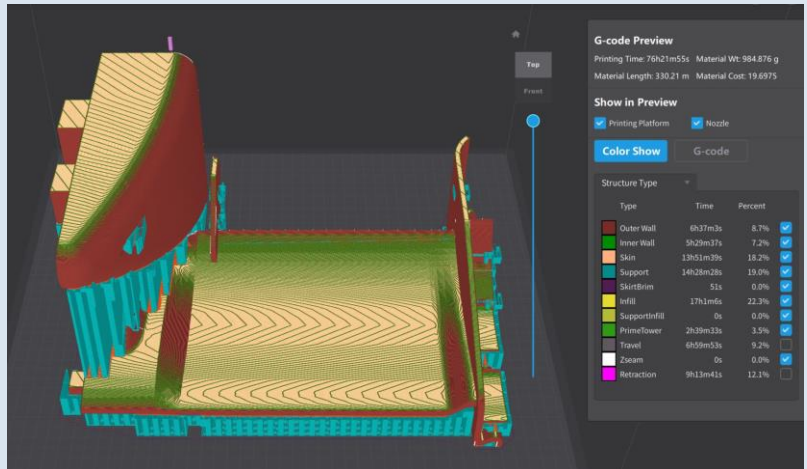 Top
Front
G-code Preview
Printing Time: 76h21m55s Material Wt: 984.876 g
Material Length: 330.21 m Material Cost: 19.6975
Show in Preview
Printing Platform Nozzle
Color Show G-code
Structure Type
Type Time Percent
Outer Wall 6h37m3s 8.7%
Inner Wall 5h29m37s 7.2%
Skin 13h51m39s 18.2%
Support 14h28m28s 19.0%
SkirtBrim 51s 0.0%
Infill 17h1m6s 22.3%
SupportInfill 0s 0.0%
PrimeTower 2h39m33s 3.5%
Travel 6h59m53s 9.2%
Zseam 0s 0.0%
Retraction 9h13m41s 12.1%